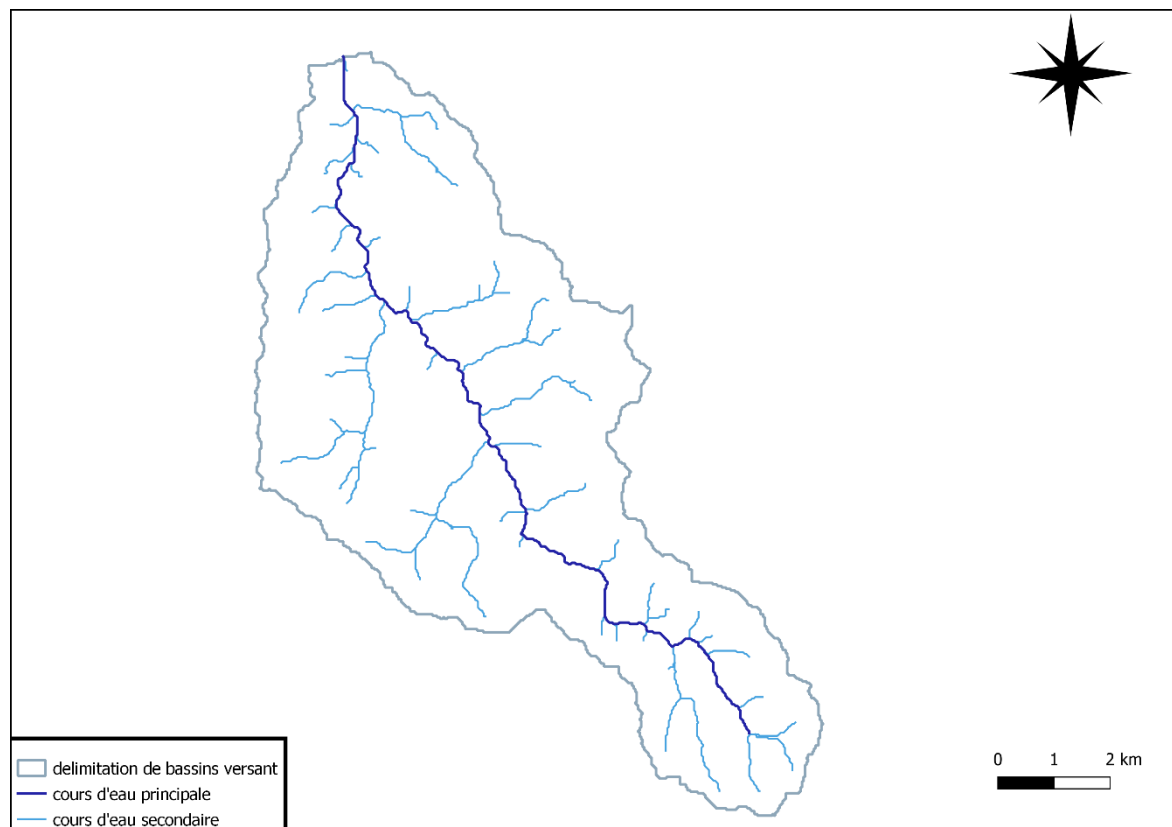 delimitation de bassins versant
cours d'eau principale
cours d'eau secondaire
0 1 2 km